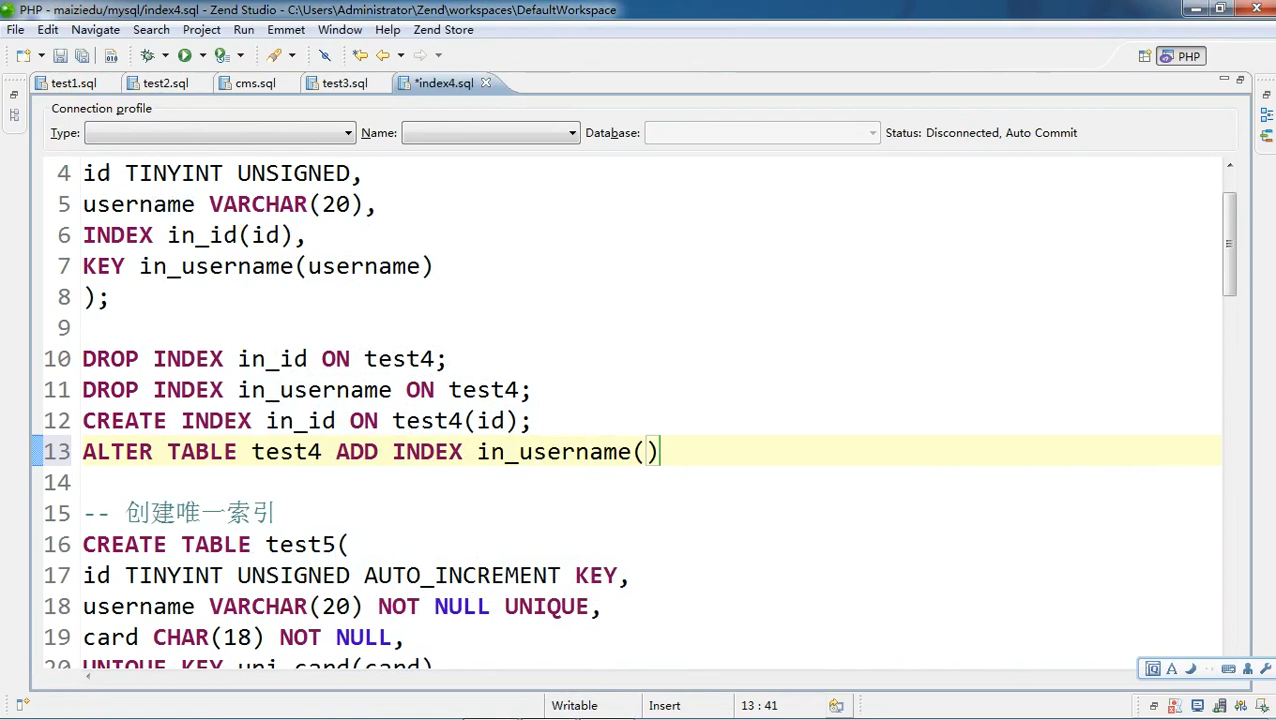 PHP - maiziedu/mysql/index4.sql - Zend Studio - C:\Users\Administrator\Zend\workspaces\DefaultWorkspace
File Edit Navigate Search Project Run Emmet Window Help Zend Store
PHP
test1.sql test2.sql cms.sql test3.sql *index4.sql
Connection profile
Type: Name: Database: Status: Disconnected, Auto Commit
4 id TINYINT UNSIGNED,
5 username VARCHAR(20),
6 INDEX in_id(id),
7 KEY in_username(username)
8 );
9
10 DROP INDEX in_id ON test4;
11 DROP INDEX in_username ON test4;
12 CREATE INDEX in_id ON test4(id);
13 ALTER TABLE test4 ADD INDEX in_username()
14
15 -- 创建唯一索引
16 CREATE TABLE test5(
17 id TINYINT UNSIGNED AUTO_INCREMENT KEY,
18 username VARCHAR(20) NOT NULL UNIQUE,
19 card CHAR(18) NOT NULL,
20 UNIQUE KEY uni_card(card)
Writable Insert 13 : 41